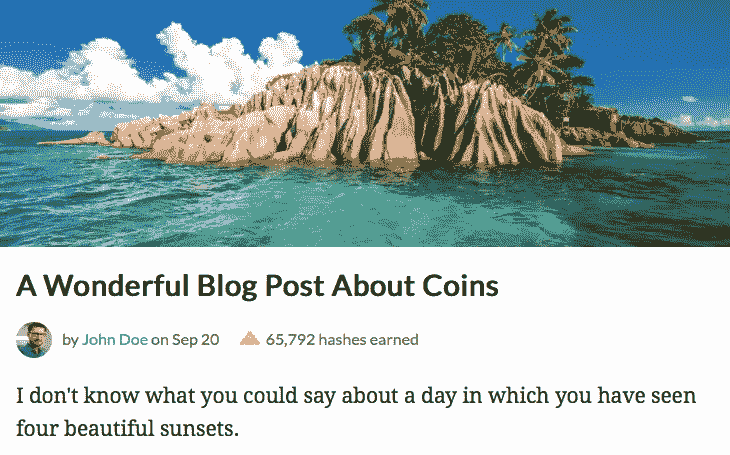 A Wonderful Blog Post About Coins
by John Doe on Sep 20 65,792 hashes earned
I don't know what you could say about a day in which you have seen
four beautiful sunsets.